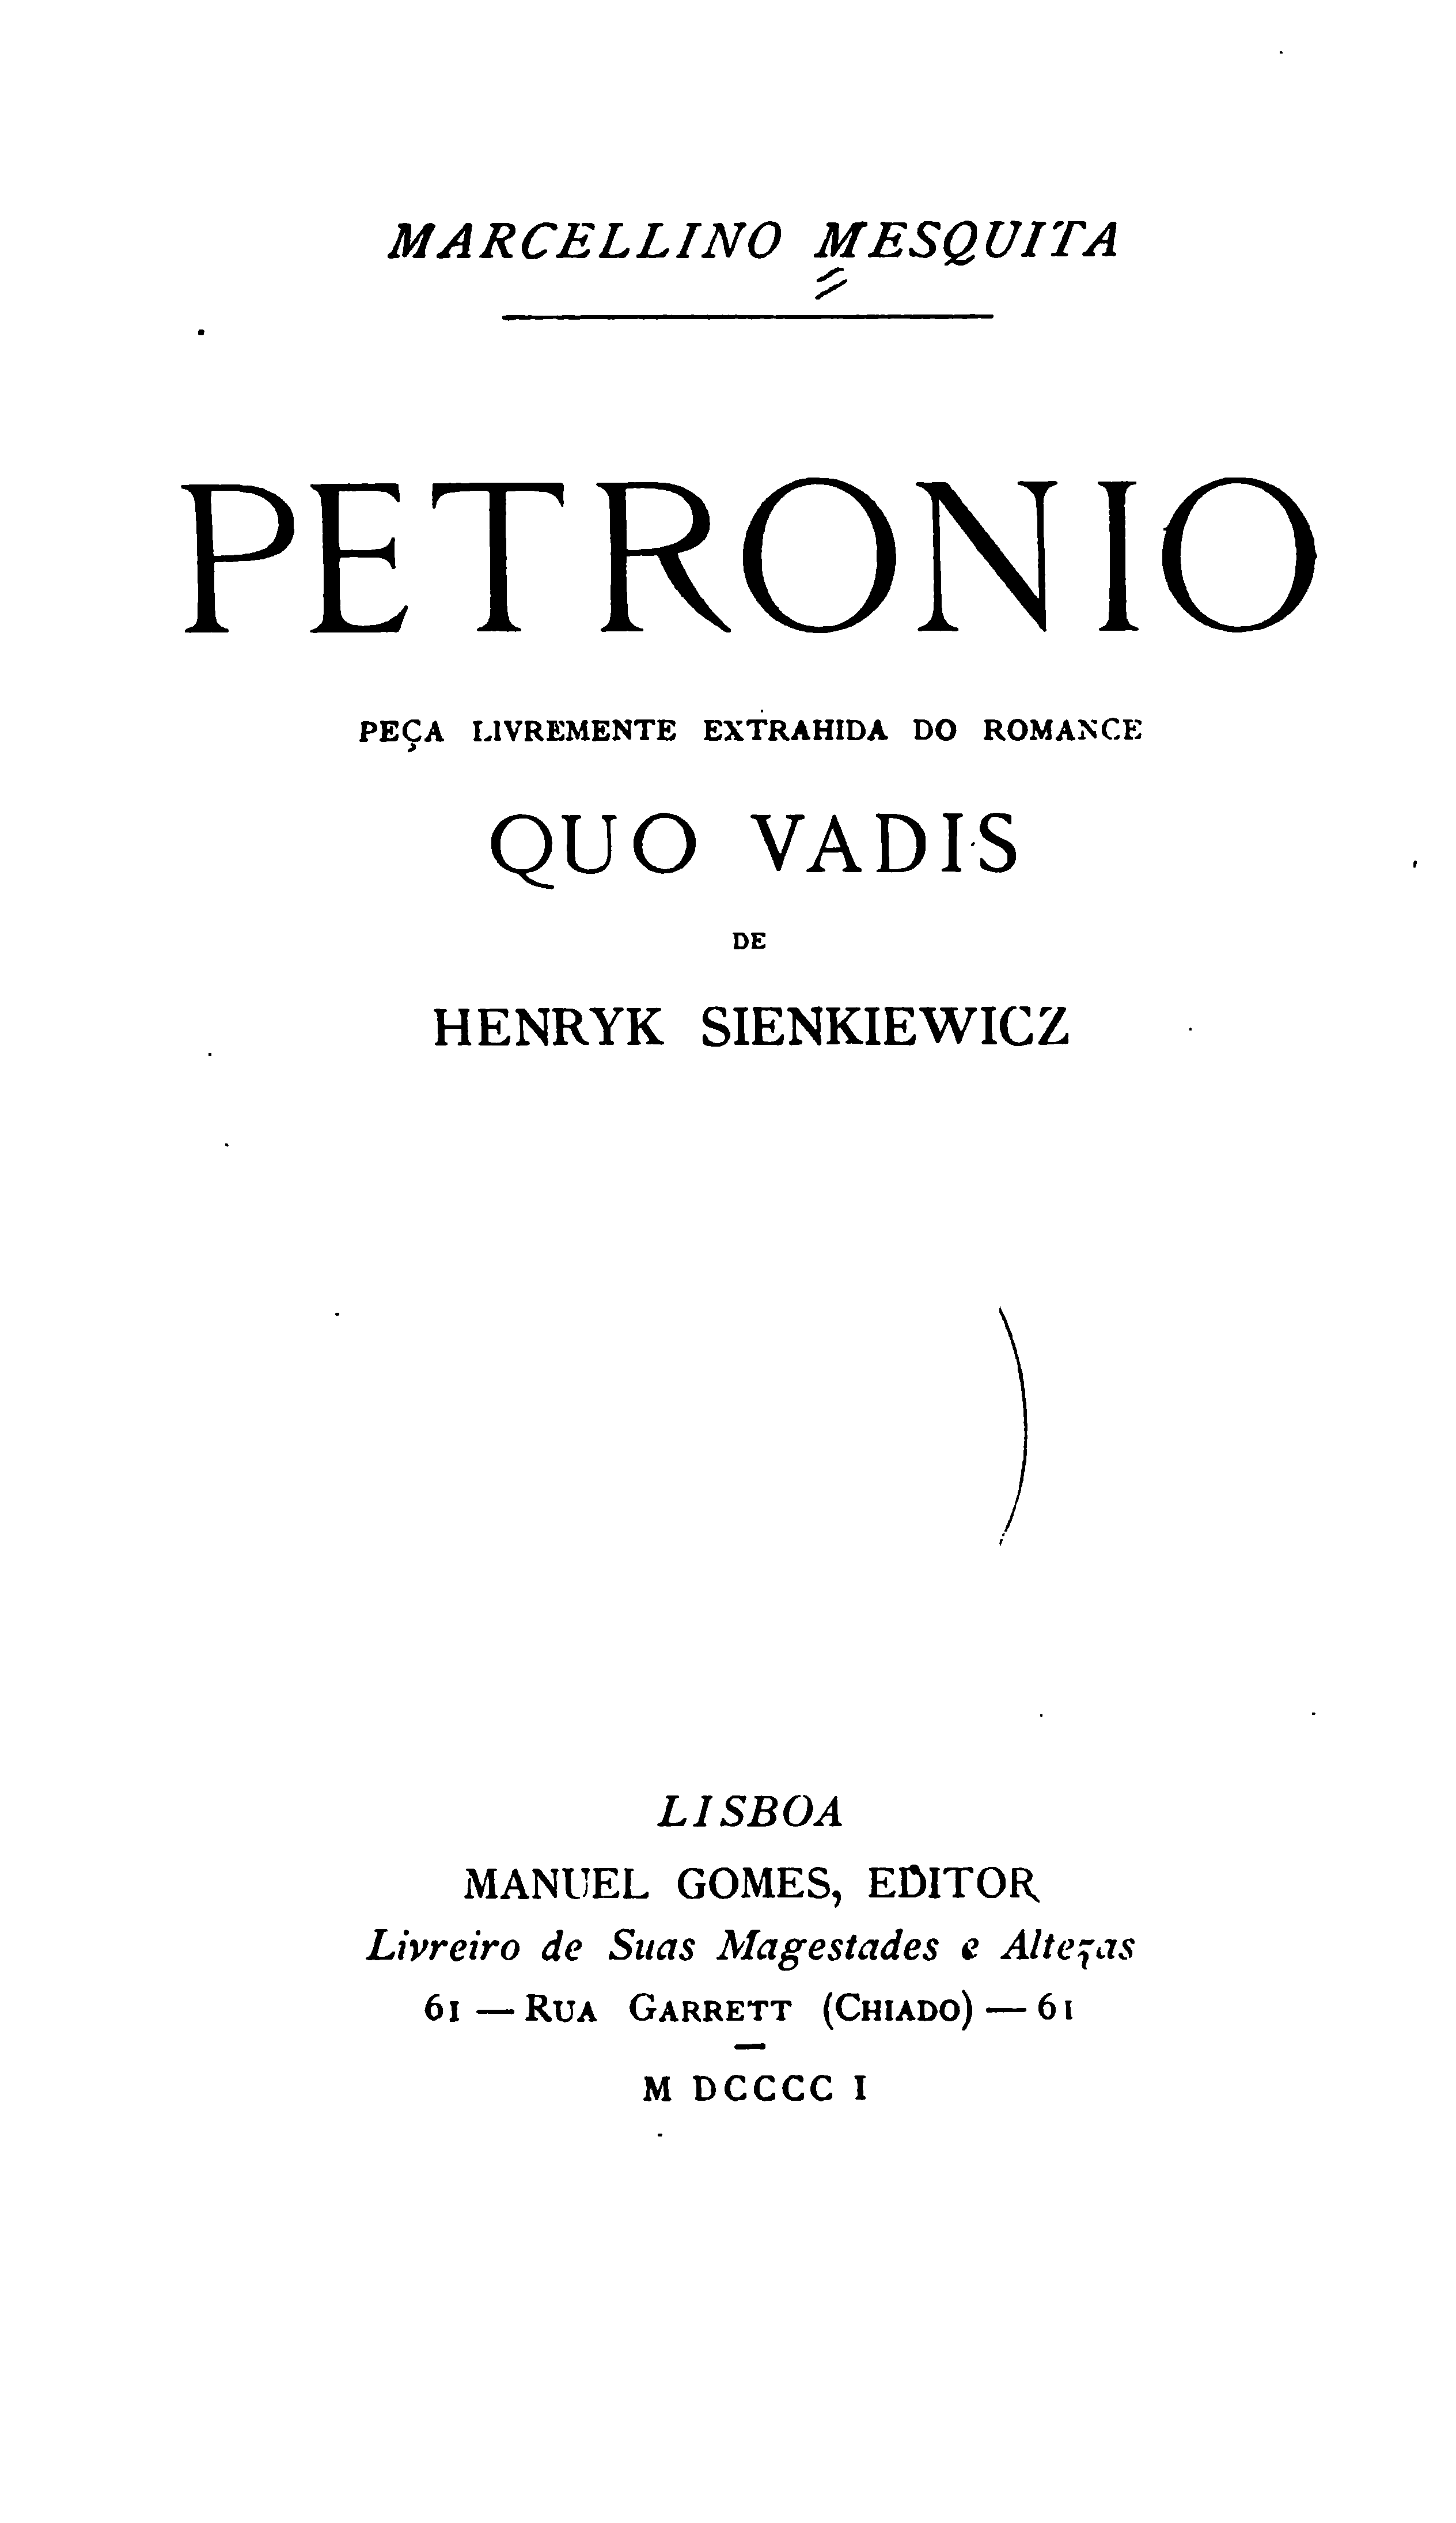 MARCELLINO MESQUITA
PETRONIO
PEÇA LIVREMENTE EXTRAHIDA DO ROMANCE
QUO VADIS
DE
HENRYK SIENKIEWICZ
LISBOA
MANUEL GOMES, EDITOR
Livreiro de Suas Magestades e Altezas
61 — RUA GARRETT (CHIADO) — 61
M DCCCC I